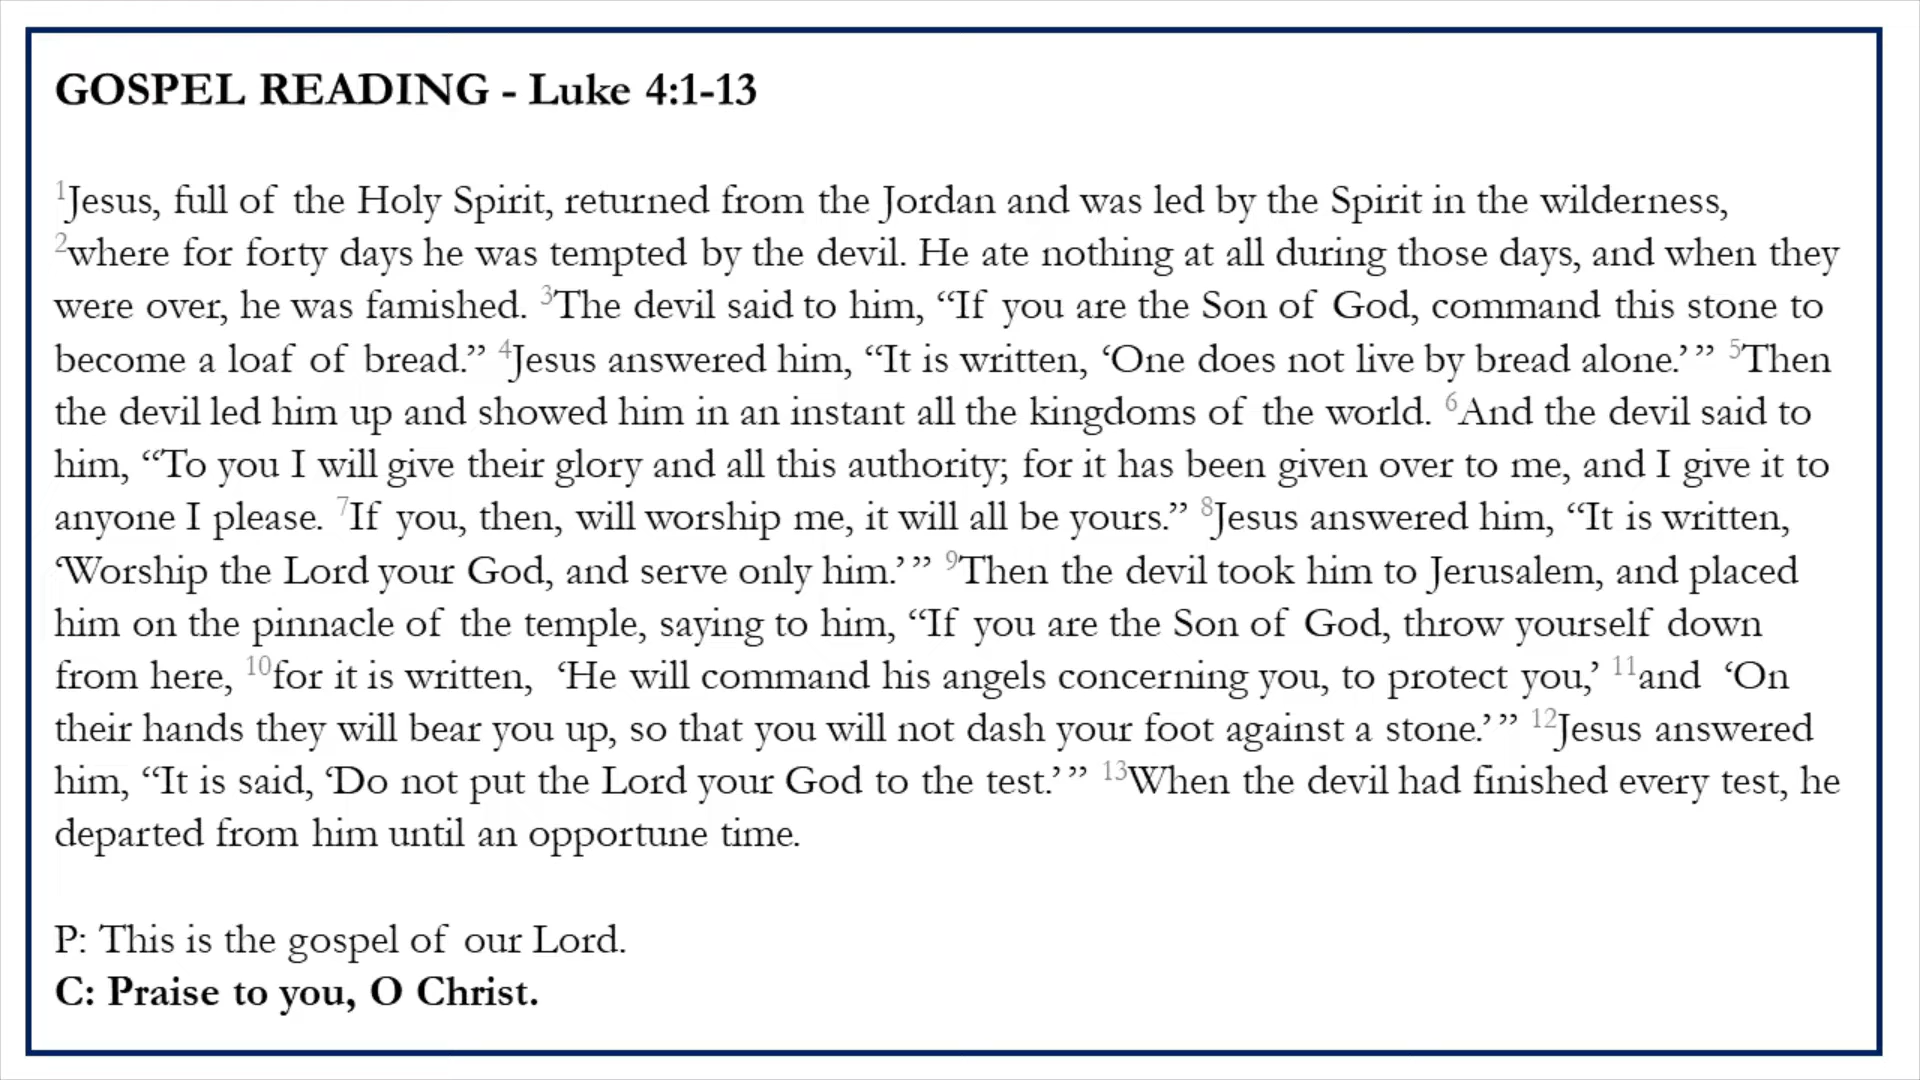 GOSPEL READING - Luke 4:1-13
¹Jesus, full of the Holy Spirit, returned from the Jordan and was led by the Spirit in the wilderness,
²where for forty days he was tempted by the devil. He ate nothing at all during those days, and when they
were over, he was famished. ³The devil said to him, “If you are the Son of God, command this stone to
become a loaf of bread.” ⁴Jesus answered him, “It is written, ‘One does not live by bread alone.’” ⁵Then
the devil led him up and showed him in an instant all the kingdoms of the world. ⁶And the devil said to
him, “To you I will give their glory and all this authority; for it has been given over to me, and I give it to
anyone I please. ⁷If you, then, will worship me, it will all be yours.” ⁸Jesus answered him, “It is written,
‘Worship the Lord your God, and serve only him.’” ⁹Then the devil took him to Jerusalem, and placed
him on the pinnacle of the temple, saying to him, “If you are the Son of God, throw yourself down
from here, ¹⁰for it is written, ‘He will command his angels concerning you, to protect you,’ ¹¹and ‘On
their hands they will bear you up, so that you will not dash your foot against a stone.’” ¹²Jesus answered
him, “It is said, ‘Do not put the Lord your God to the test.’” ¹³When the devil had finished every test, he
departed from him until an opportune time.
P: This is the gospel of our Lord.
C: Praise to you, O Christ.